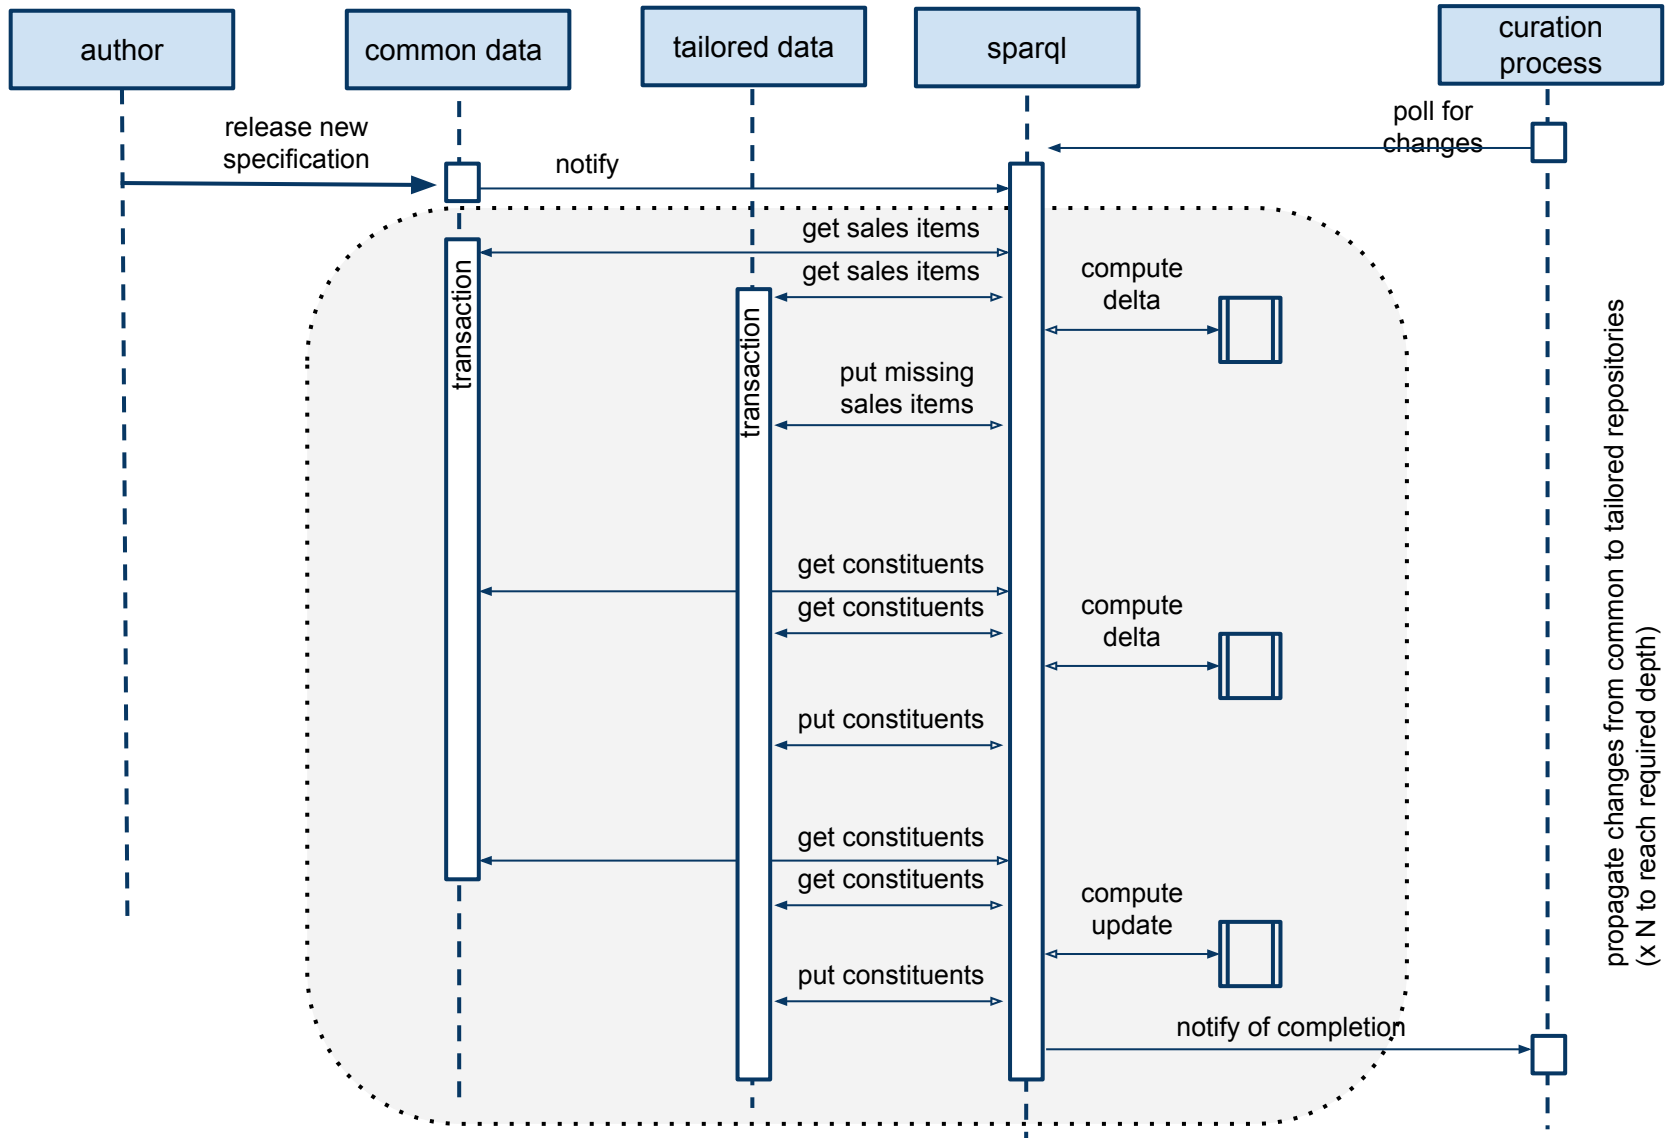 author
common data
tailored data
sparql
curation
process
release new
specification
notify
poll for
changes
get sales items
get sales items
compute
delta
transaction
transaction
put missing
sales items
get constituents
get constituents
compute
delta
put constituents
get constituents
get constituents
compute
update
put constituents
notify of completion
propagate changes from common to tailored repositories
(x N to reach required depth)